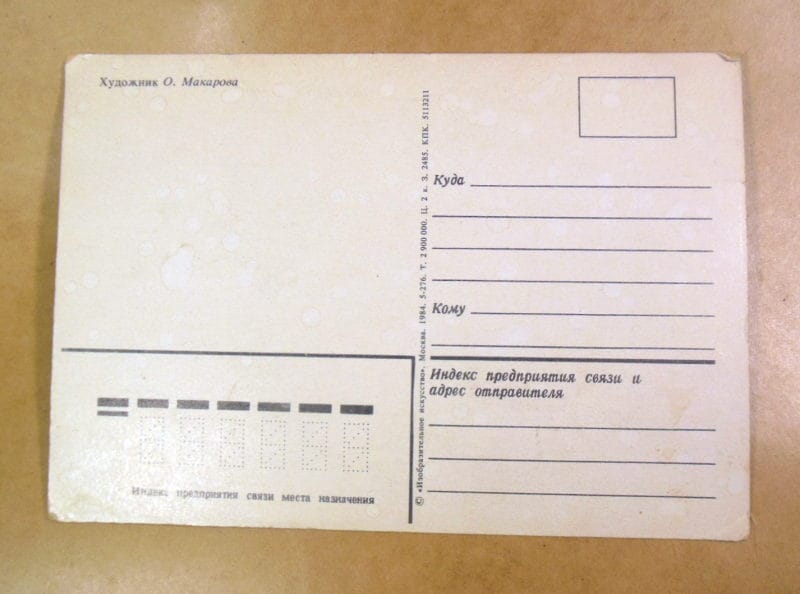 Художник О. Макарова
© «Изобразительное искусство». Москва. 1984. 5-276. Т. 2 900 000. Ц. 2 к. З. 2485. КПК. 5113211
Куда
Кому
Индекс предприятия связи и
адрес отправителя
Индекс предприятия связи места назначения